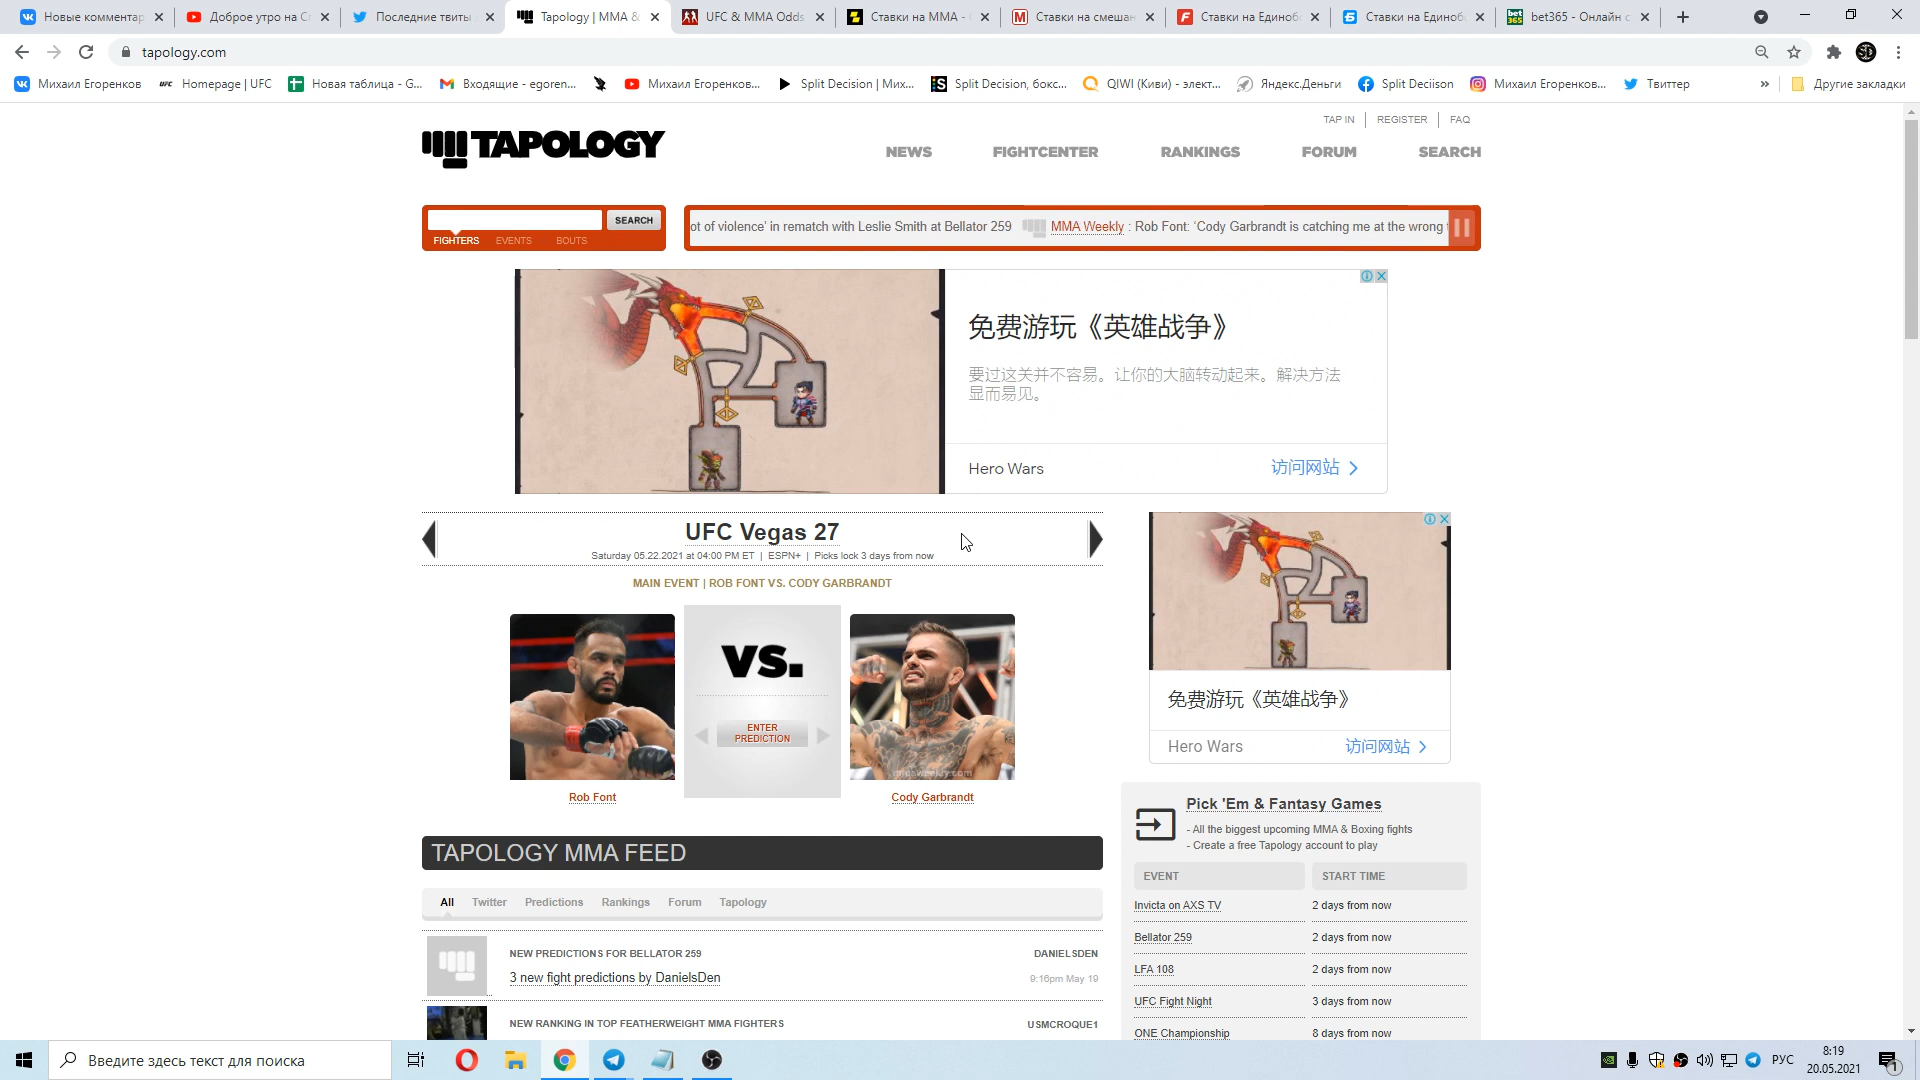 Новые комментар
Доброе утро на Сп
Последние твиты
Tapology | MMA &
UFC & MMA Odds
Ставки на ММА -
Ставки на смешан
Ставки на Единоб
Ставки на Единоб
bet365 - Онлайн с
tapology.com
Михаил Егоренков
Homepage | UFC
Новая таблица - G...
Входящие - egoren...
Михаил Егоренков...
Split Decision | Мих...
Split Decision, бокс...
QIWI (Киви) - элект...
Яндекс.Деньги
Split Deciison
Михаил Егоренков...
Твиттер
»
Другие закладки
TAP IN
REGISTER
FAQ
TAPOLOGY
NEWS
FIGHTCENTER
RANKINGS
FORUM
SEARCH
SEARCH
FIGHTERS
EVENTS
BOUTS
ot of violence' in rematch with Leslie Smith at Bellator 259
MMA Weekly : Rob Font: 'Cody Garbrandt is catching me at the wrong
免费游玩《英雄战争》
要过这关并不容易。让你的大脑转动起来。解决方法
显而易见。
Hero Wars
访问网站
UFC Vegas 27
Saturday 05.22.2021 at 04:00 PM ET | ESPN+ | Picks lock 3 days from now
MAIN EVENT | ROB FONT VS. CODY GARBRANDT
VS.
ENTER
PREDICTION
mmaweekly.com
Rob Font
Cody Garbrandt
免费游玩《英雄战争》
Hero Wars
访问网站
Pick 'Em & Fantasy Games
- All the biggest upcoming MMA & Boxing fights
- Create a free Tapology account to play
EVENT
START TIME
Invicta on AXS TV
2 days from now
Bellator 259
2 days from now
LFA 108
2 days from now
UFC Fight Night
3 days from now
ONE Championship
8 days from now
TAPOLOGY MMA FEED
All
Twitter
Predictions
Rankings
Forum
Tapology
NEW PREDICTIONS FOR BELLATOR 259
DANIELSDEN
3 new fight predictions by DanielsDen
9:16pm May 19
NEW RANKING IN TOP FEATHERWEIGHT MMA FIGHTERS
USMCROQUE1
Введите здесь текст для поиска
РУС
8:19
20.05.2021
1